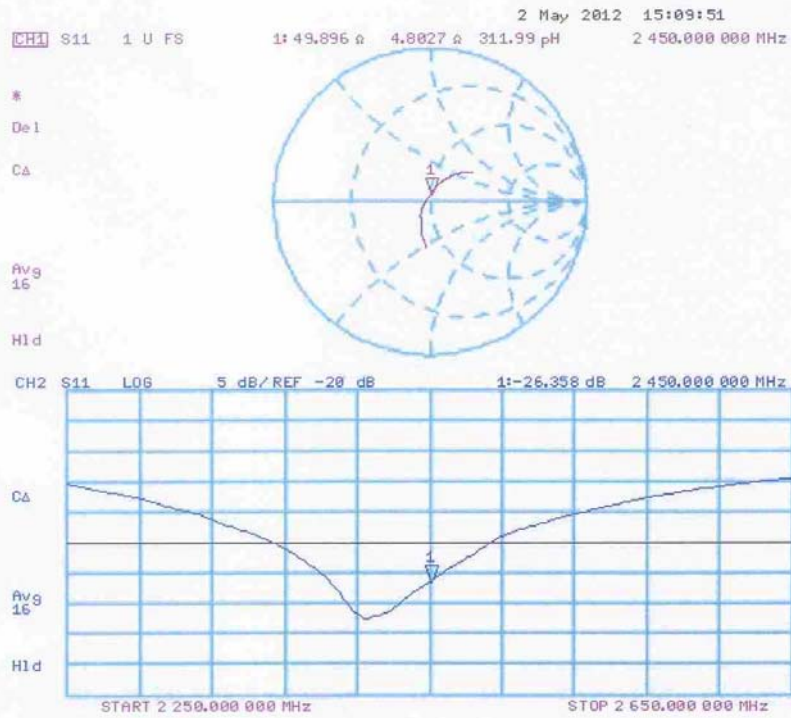 2 May 2012 15:09:51
CH1 S11 1 U FS 1: 49.896 Ω 4.8027 Ω 311.99 pH 2 450.000 000 MHz
*
Del
CΔ
1
Avg
16
Hld
CH2 S11 LOG 5 dB/REF -20 dB 1:-26.358 dB 2 450.000 000 MHz
CΔ
1
Avg
16
Hld
START 2 250.000 000 MHz STOP 2 650.000 000 MHz